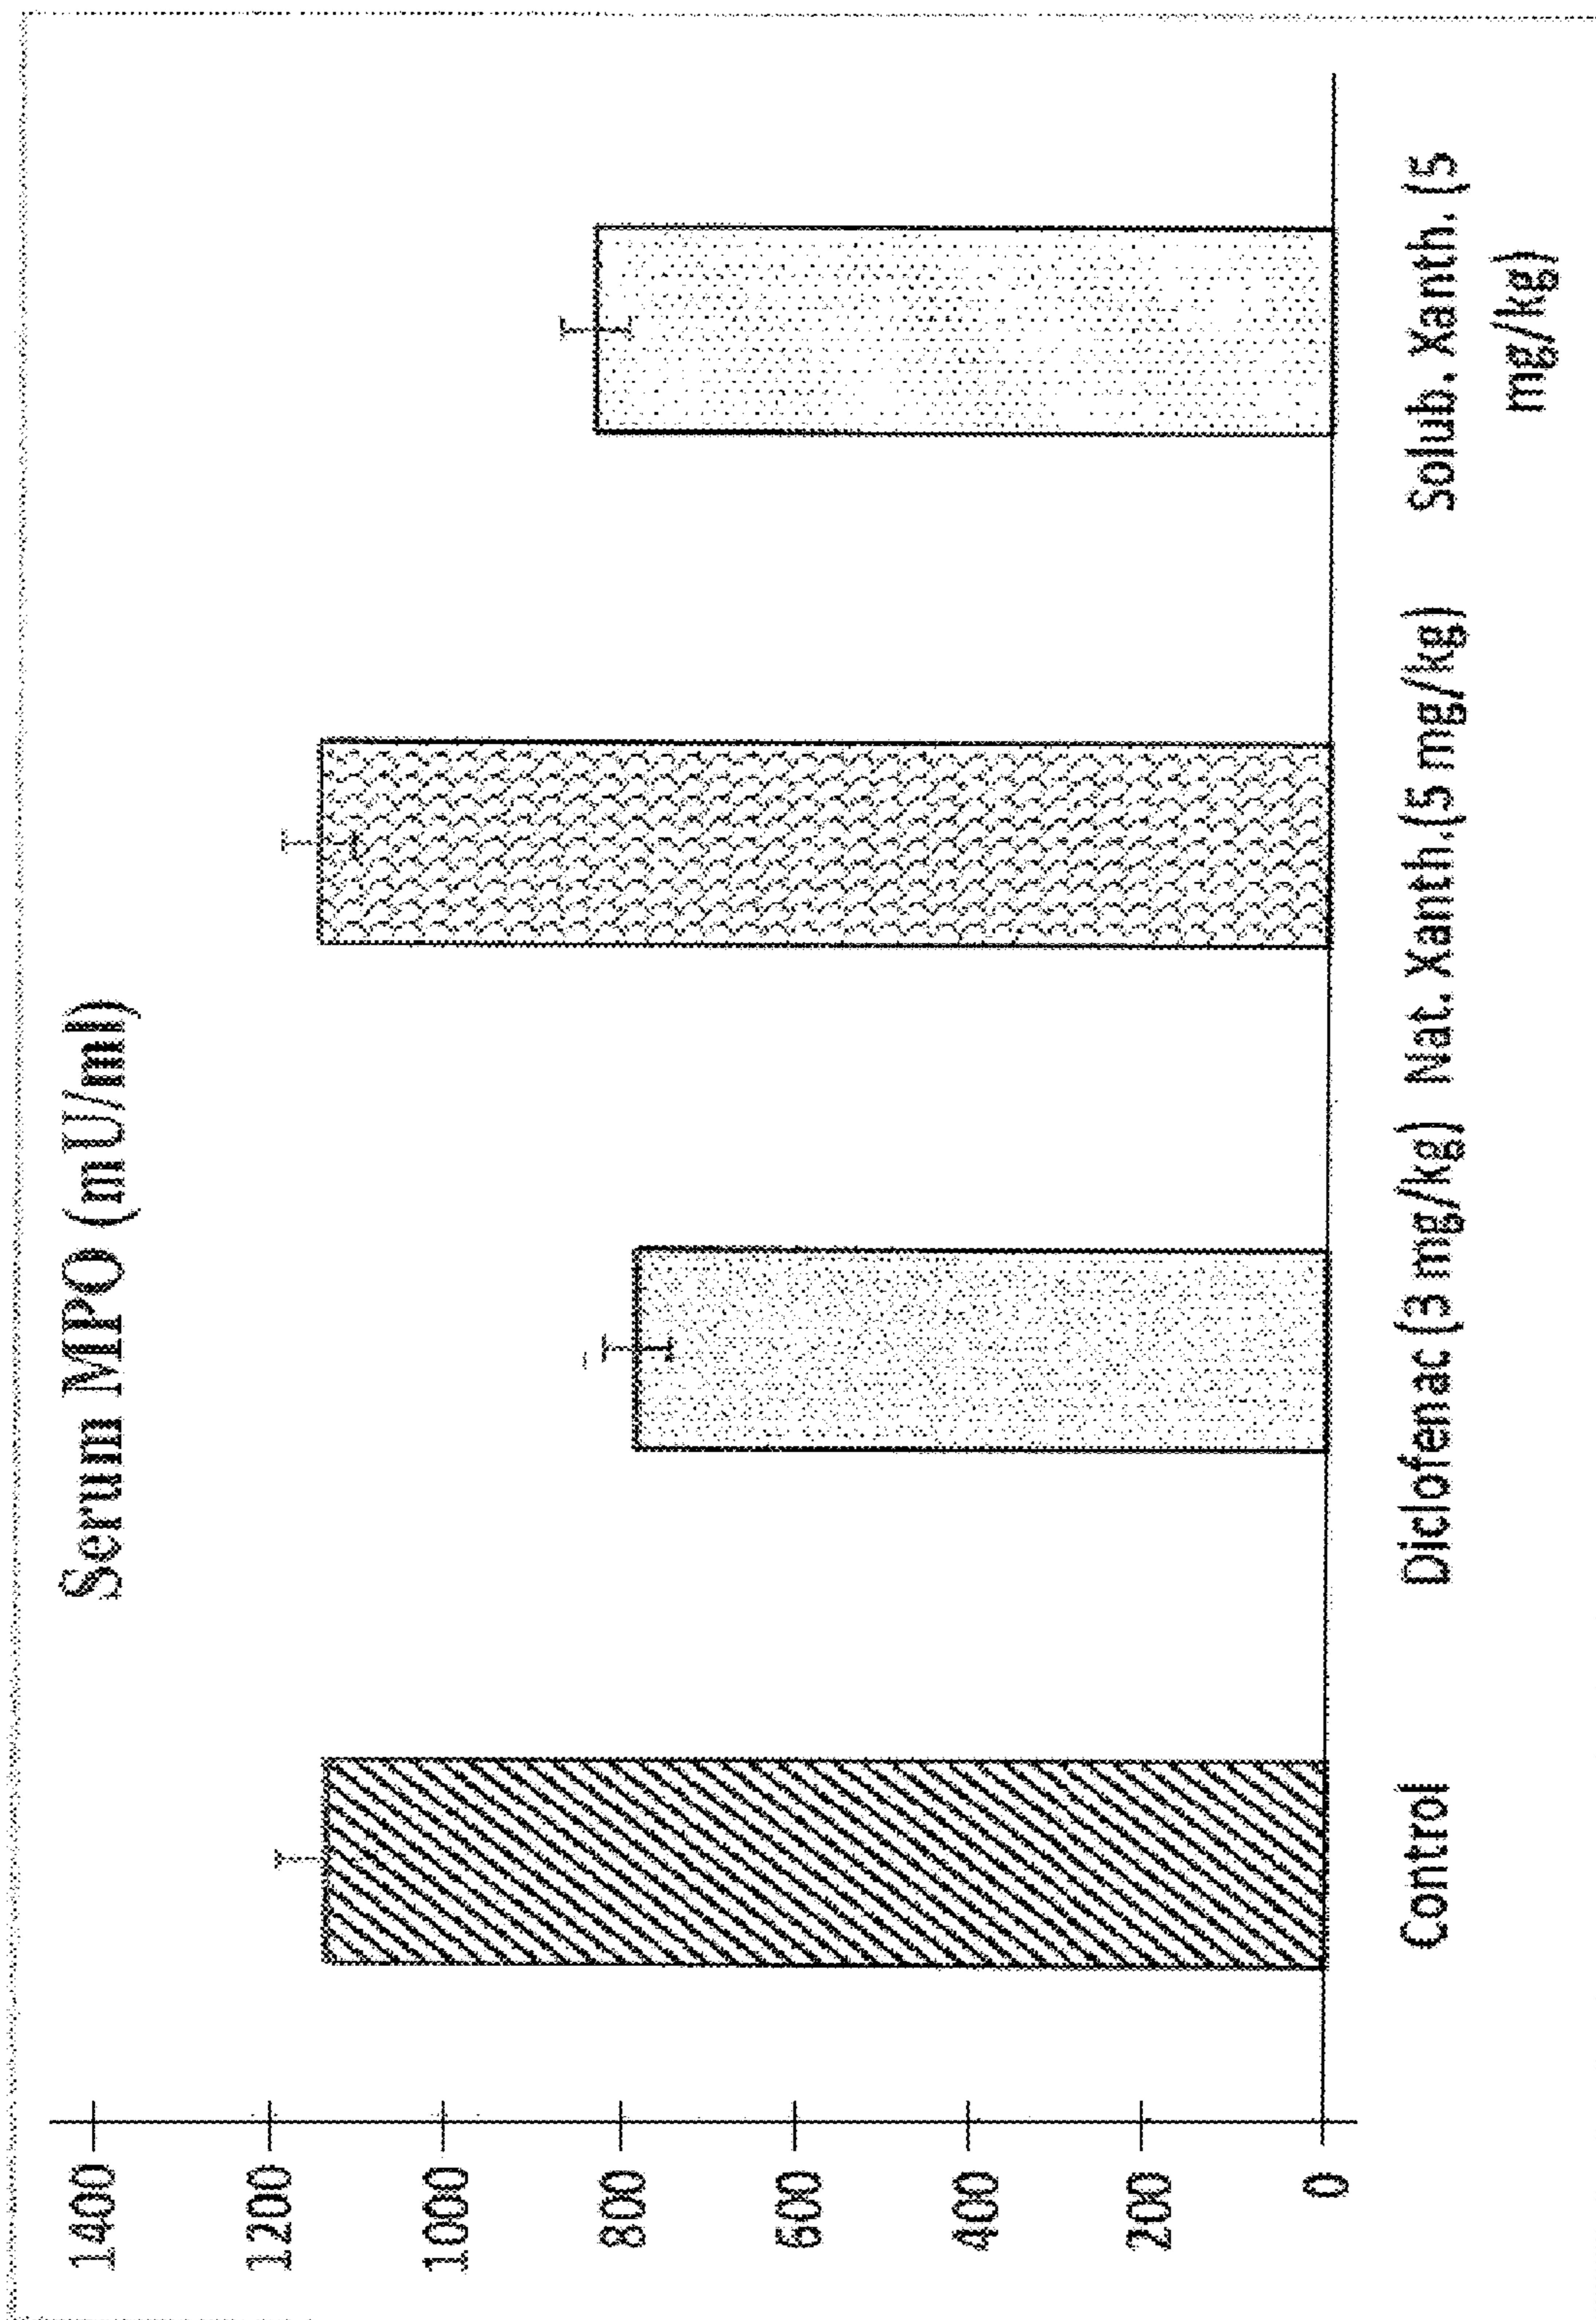 Serum MPO (mU/ml)
1400
1200
1000
800
600
400
200
0
Control
Diclofenac (3 mg/kg)
Nat. Xanth.(5 mg/kg)
Solub. Xanth. (5
mg/kg)